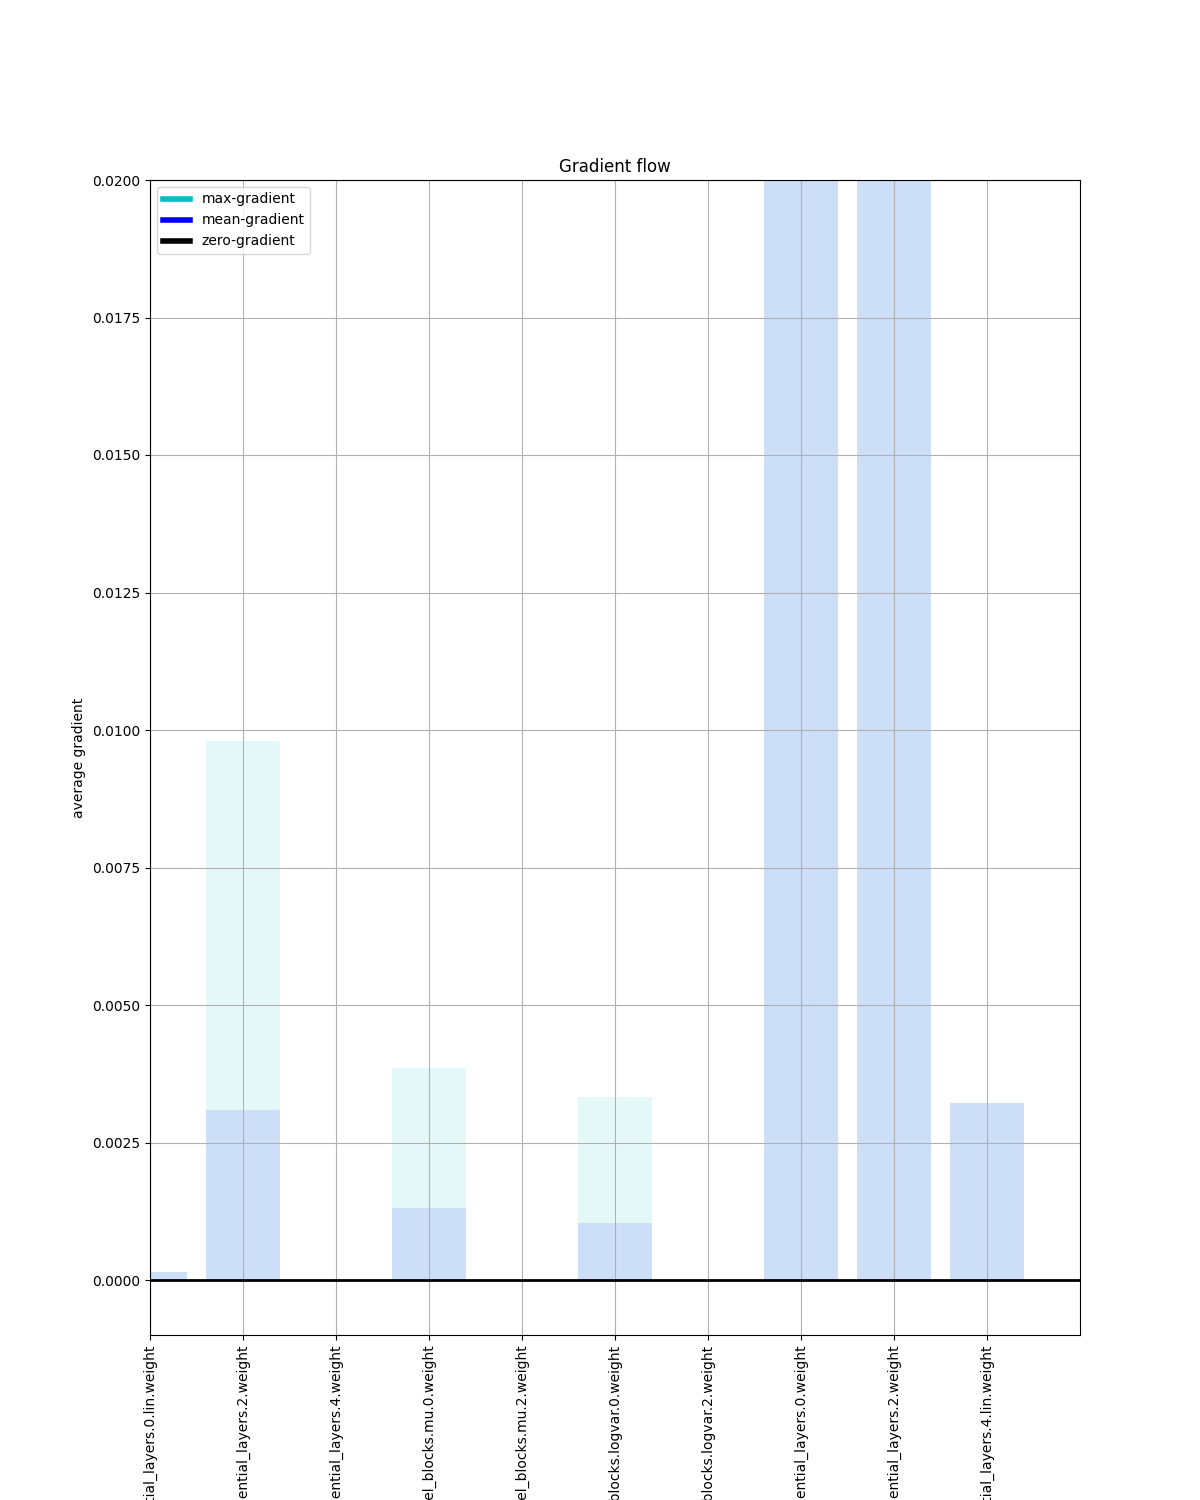 Gradient flow
max-gradient
mean-gradient
zero-gradient
0.0200
0.0175
0.0150
0.0125
0.0100
0.0075
0.0050
0.0025
0.0000
average gradient
tial_layers.0.lin.weight
ential_layers.2.weight
ential_layers.4.weight
el_blocks.mu.0.weight
el_blocks.mu.2.weight
blocks.logvar.0.weight
blocks.logvar.2.weight
ential_layers.0.weight
ential_layers.2.weight
tial_layers.4.lin.weight